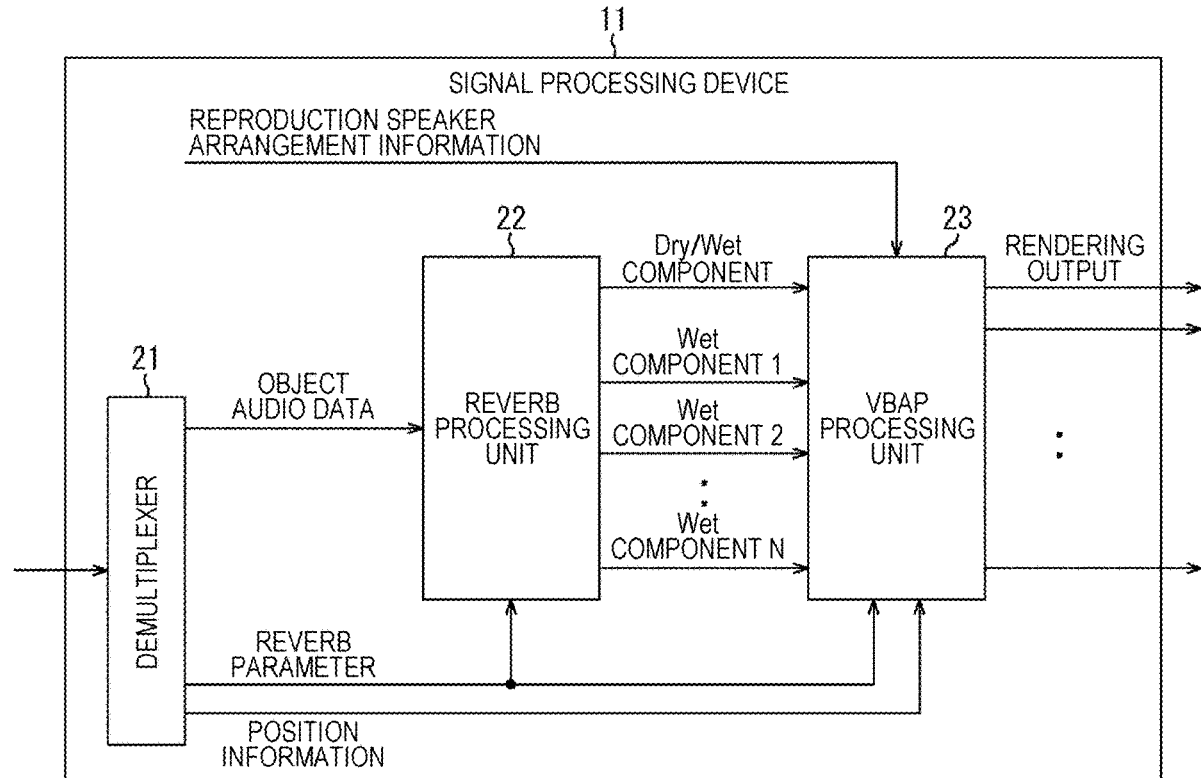 11
SIGNAL PROCESSING DEVICE
REPRODUCTION SPEAKER
ARRANGEMENT INFORMATION
22
23
Dry/Wet
COMPONENT
RENDERING
OUTPUT
21
OBJECT
AUDIO DATA
Wet
COMPONENT 1
REVERB
PROCESSING
UNIT
Wet
COMPONENT 2
VBAP
PROCESSING
UNIT
Wet
COMPONENT N
DEMULTIPLEXER
REVERB
PARAMETER
POSITION
INFORMATION